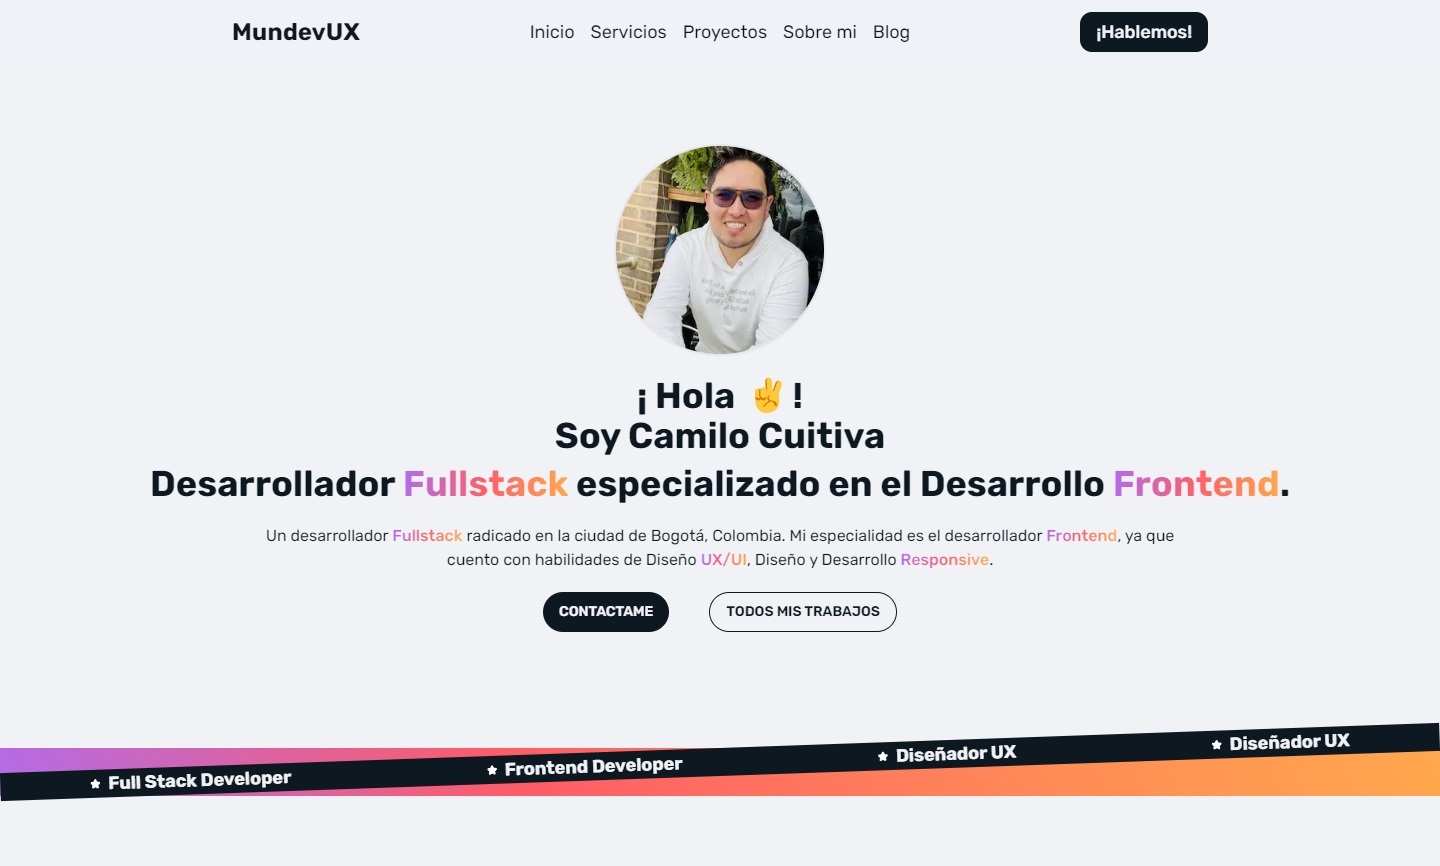 MundevUX
Inicio Servicios Proyectos Sobre mi Blog
¡Hablemos!
¡ Hola ✌ !
Soy Camilo Cuitiva
Desarrollador Fullstack especializado en el Desarrollo Frontend.
Un desarrollador Fullstack radicado en la ciudad de Bogotá, Colombia. Mi especialidad es el desarrollador Frontend, ya que
cuento con habilidades de Diseño UX/UI, Diseño y Desarrollo Responsive.
CONTACTAME
TODOS MIS TRABAJOS
Full Stack Developer
Frontend Developer
Diseñador UX
Diseñador UX